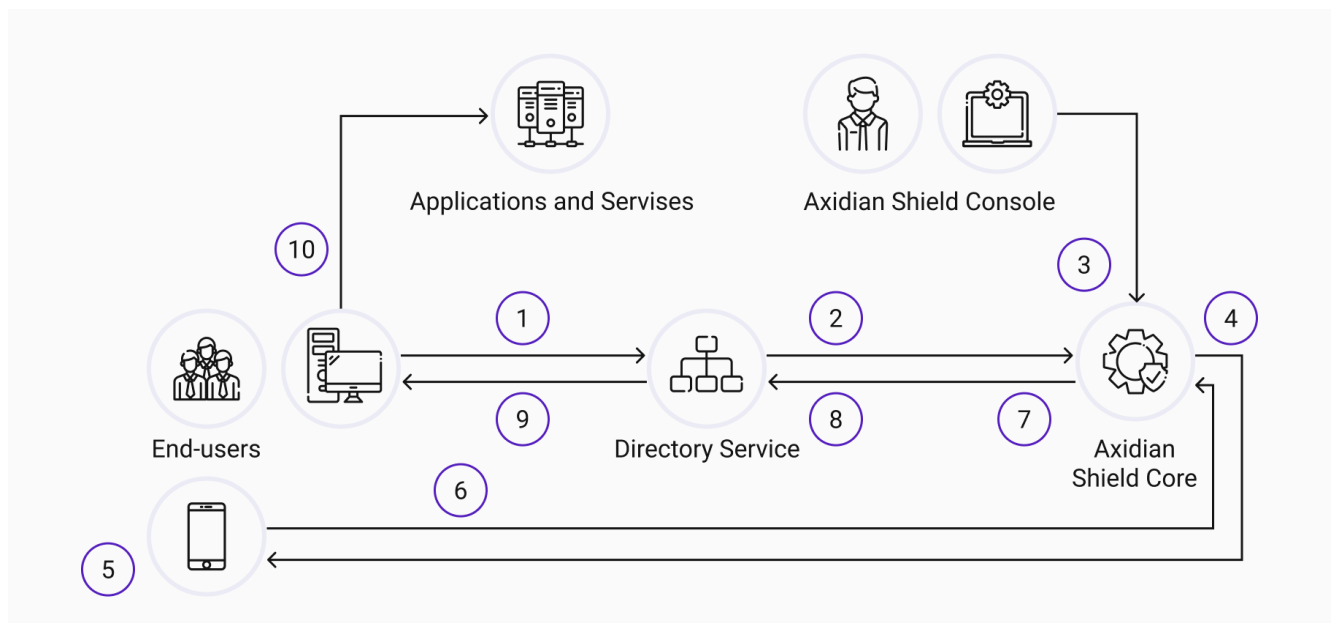 Applications and Servises
Axidian Shield Console
10
3
1
2
4
9
8
7
End-users
Directory Service
Axidian
Shield Core
6
5